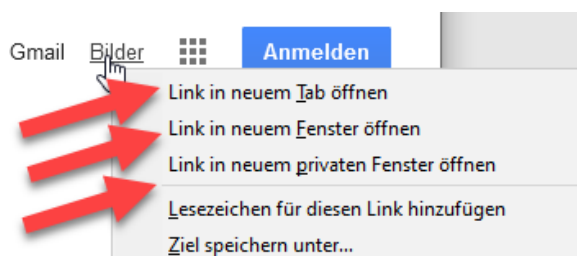 Gmail Bilder Anmelden
Link in neuem Tab öffnen
Link in neuem Fenster öffnen
Link in neuem privaten Fenster öffnen
Lesezeichen für diesen Link hinzufügen
Ziel speichern unter...